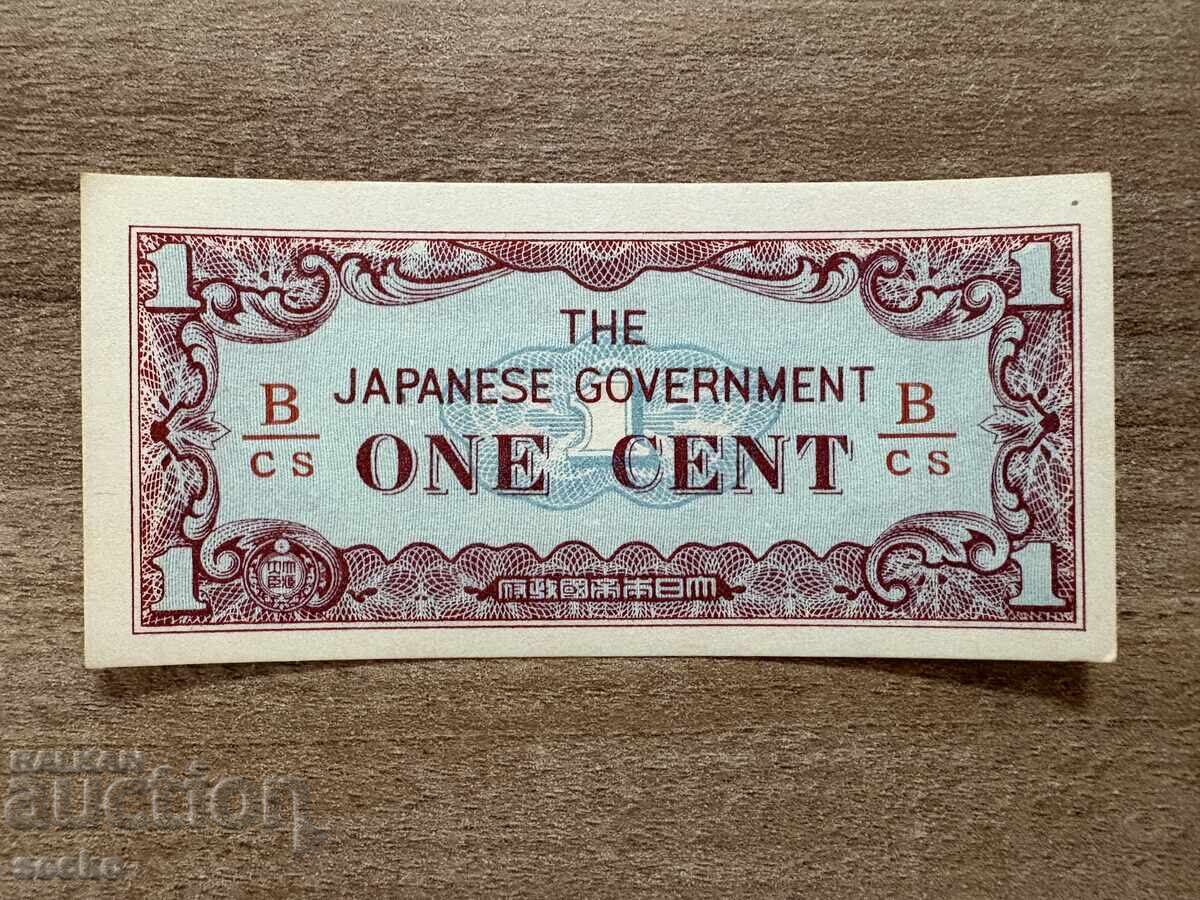 1 1
THE
JAPANESE GOVERNMENT
B B
CS CS
ONE CENT
1 1
府政國帝本日大
BALKAN
auction
secko